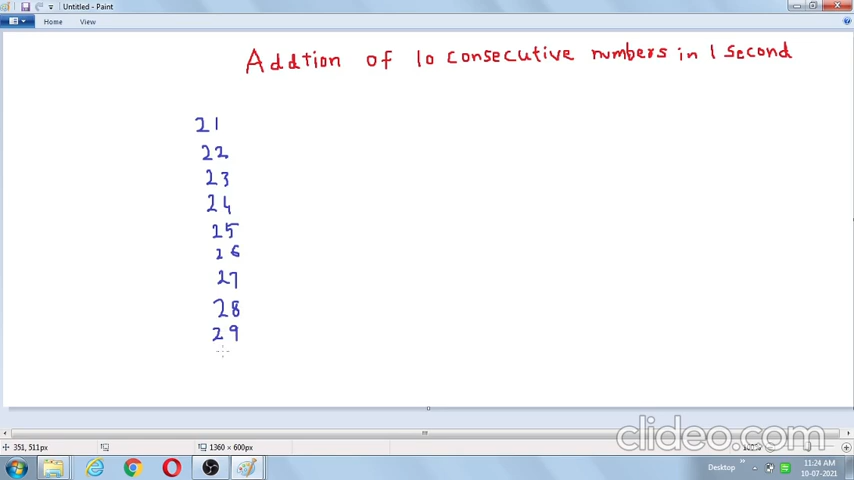 Untitled - Paint
Home View
Addtion of 10 consecutive numbers in 1 second
21
22
23
24
25
26
27
28
29
351, 511px
1360 × 600px
100%
clideo.com
Desktop
11:24 AM
10-07-2021